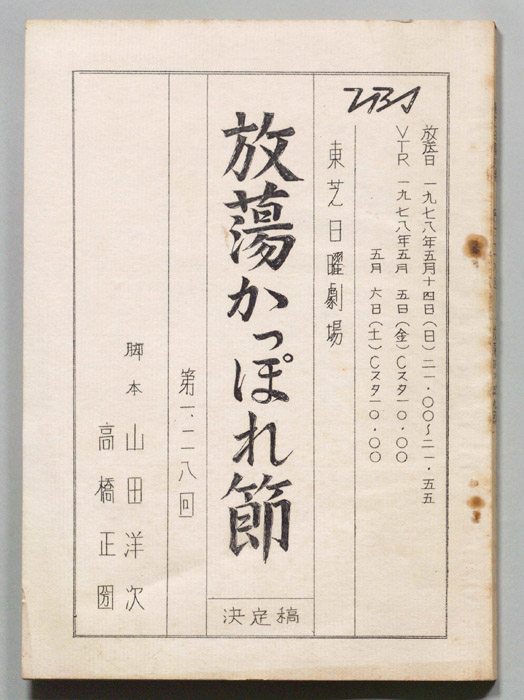 TBS
放送日 一九七八年五月十四日(日)二一・〇〇〜二一・五五
VTR 一九七八年五月 五日(金)Cスタ一〇・〇〇
五月 六日(土)Cスタ一〇・〇〇
東芝日曜劇場
放蕩かっぽれ節
決定稿
第一、一一八回
脚本 山田洋次
高橋正圀